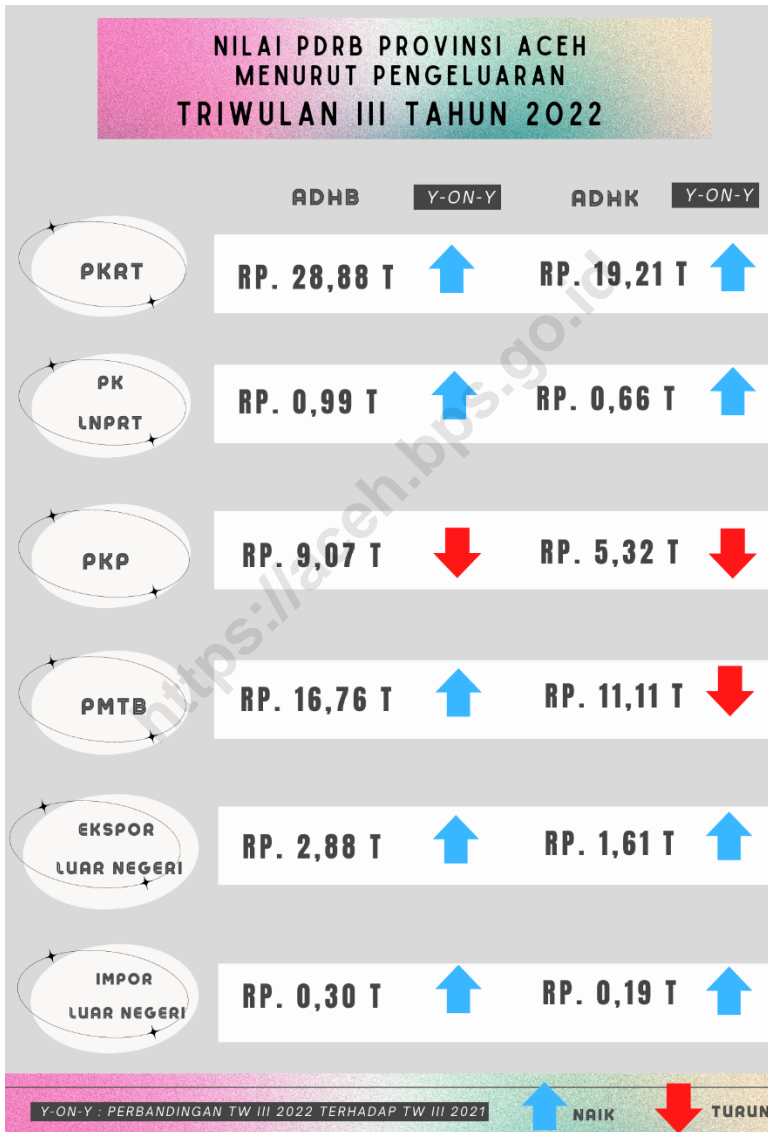 NILAI PDRB PROVINSI ACEH
MENURUT PENGELUARAN
TRIWULAN III TAHUN 2022
ADHB Y-ON-Y ADHK Y-ON-Y
PKRT RP. 28,88 T RP. 19,21 T
PK
LNPRT
RP. 0,99 T RP. 0,66 T
PKP RP. 9,07 T RP. 5,32 T
PMTB RP. 16,76 T RP. 11,11 T
EKSPOR
LUAR NEGERI
RP. 2,88 T RP. 1,61 T
IMPOR
LUAR NEGERI
RP. 0,30 T RP. 0,19 T
Y-ON-Y : PERBANDINGAN TW III 2022 TERHADAP TW III 2021 NAIK TURUN
https://aceh.bps.go.id